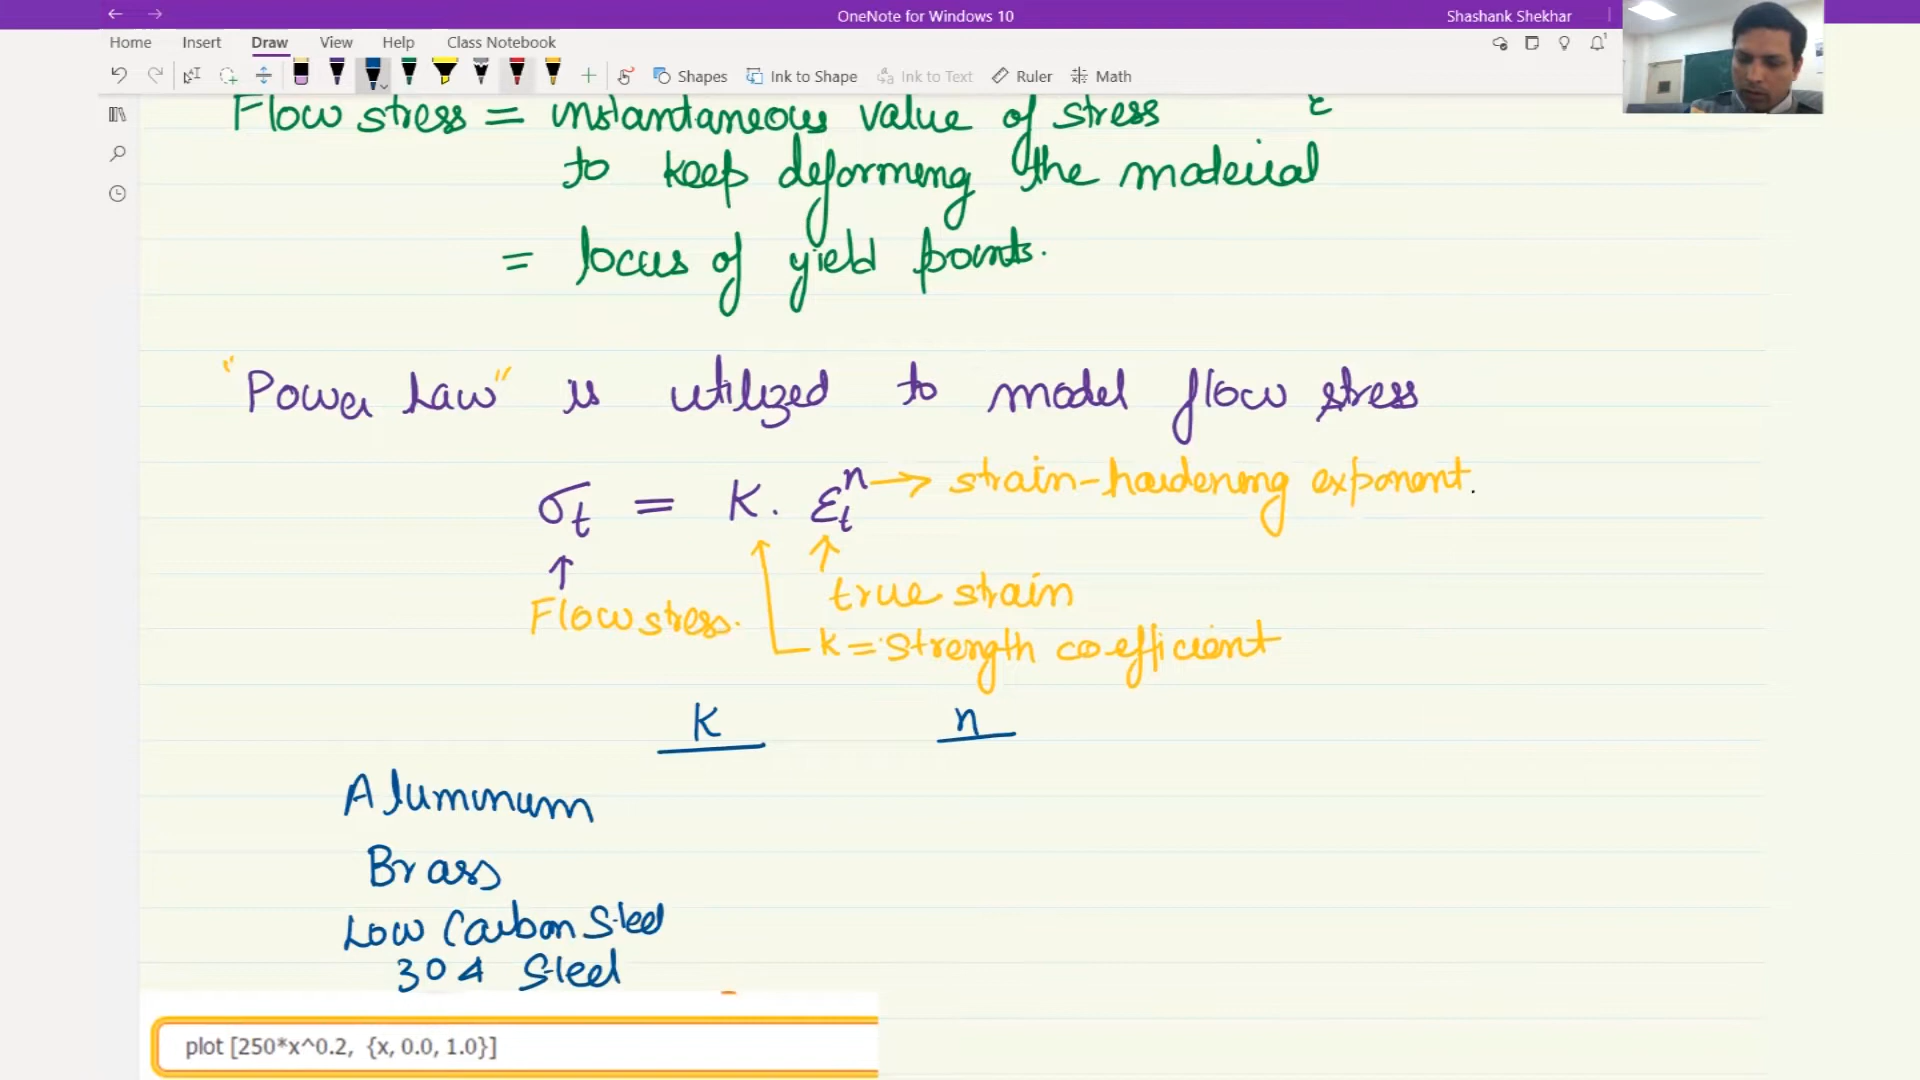 OneNote for Windows 10
Shashank Shekhar
Home Insert Draw View Help Class Notebook
Shapes Ink to Shape Ink to Text Ruler Math
Flow stress = instantaneous value of stress
to keep deforming the material
= locus of yield points.
"Power Law" is utilized to model flow stress
σt = K. εt^n → strain-hardening exponent.
↑ ↑
true strain
Flow stress.
K = Strength coefficient
K n
Aluminum
Brass
Low Carbon Steel
304 Steel
plot [250*x^0.2, {x, 0.0, 1.0}]